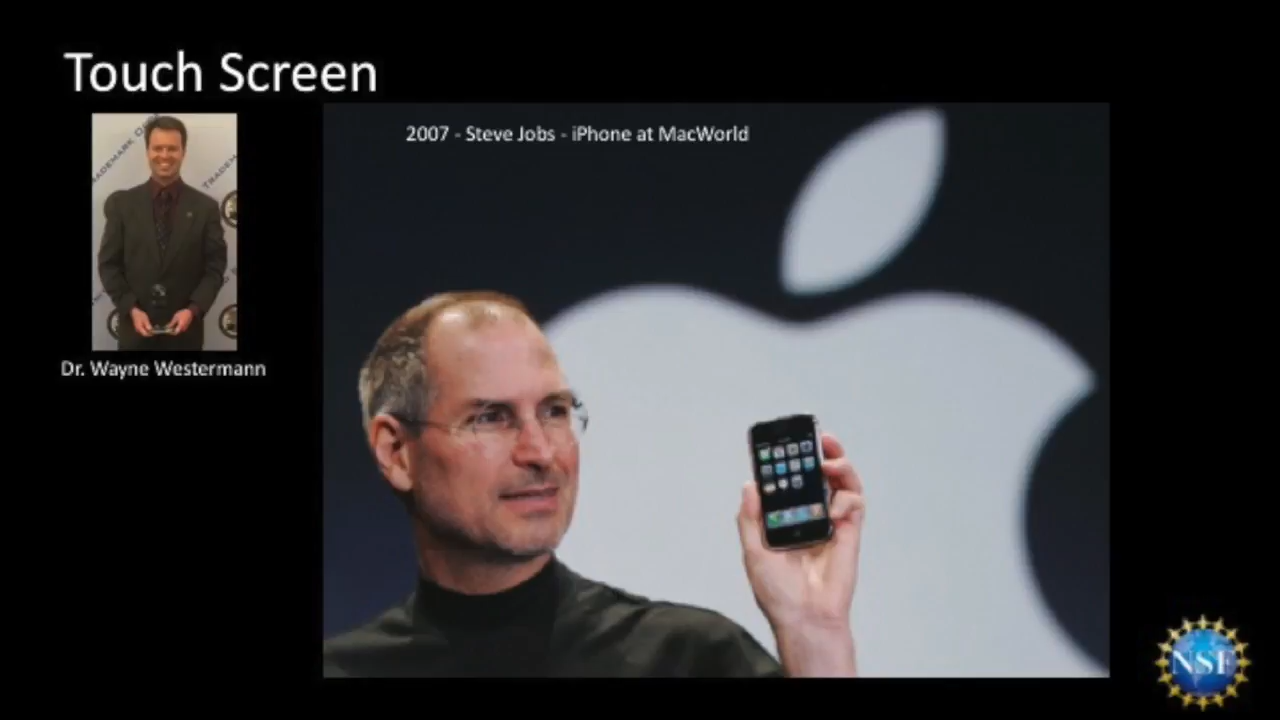 Touch Screen
2007 - Steve Jobs - iPhone at MacWorld
Dr. Wayne Westermann
NSF